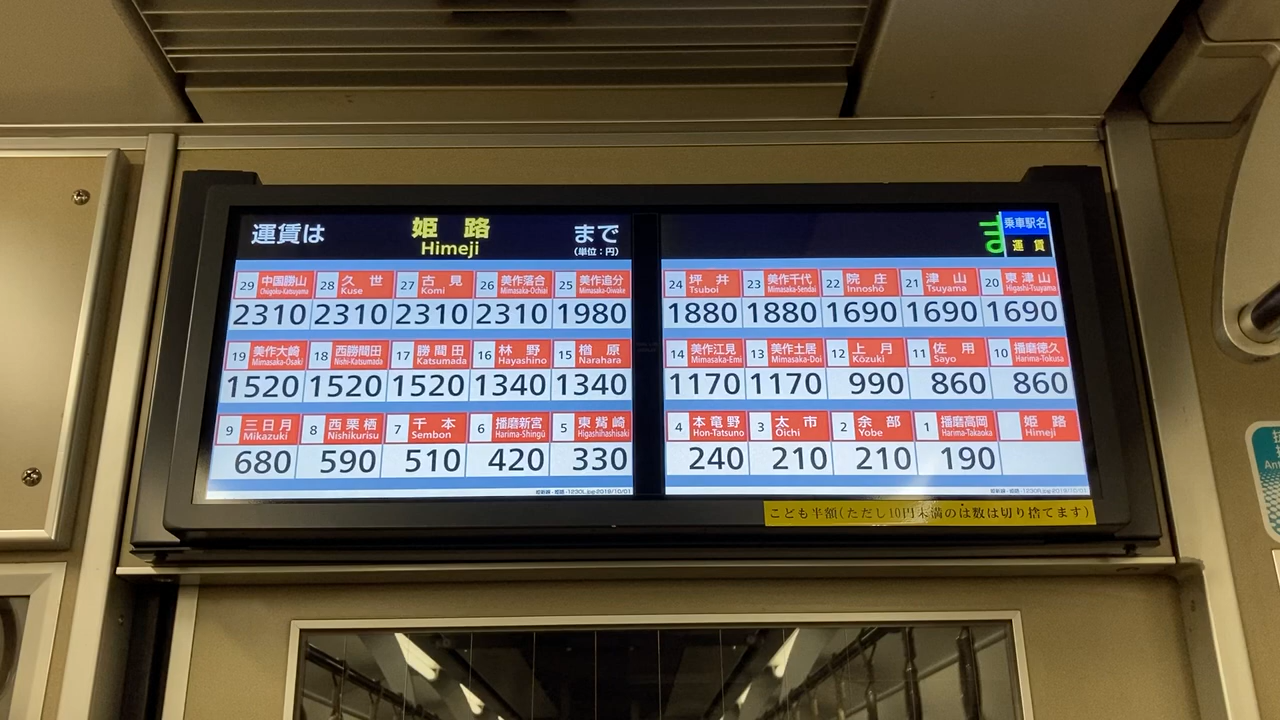 運賃は 姫路 まで
Himeji (単位：円)
乗車駅名
運賃
29 中国勝山 28 久世 27 古見 26 美作落合 25 美作追分
Chūgoku-Katsuyama Kuse Komi Mimasaka-Ochiai Mimasaka-Oiwake
2310 2310 2310 2310 1980
24 坪井 23 美作千代 22 院庄 21 津山 20 東津山
Tsuboi Mimasaka-Sendai Innoshō Tsuyama Higashi-Tsuyama
1880 1880 1690 1690 1690
19 美作大崎 18 西勝間田 17 勝間田 16 林野 15 楢原
Mimasaka-Ōsaki Nishi-Katsumada Katsumada Hayashino Narahara
1520 1520 1520 1340 1340
14 美作江見 13 美作土居 12 上月 11 佐用 10 播磨徳久
Mimasaka-Emi Mimasaka-Doi Kōzuki Sayo Harima-Tokusa
1170 1170 990 860 860
9 三日月 8 西栗栖 7 千本 6 播磨新宮 5 東觜崎
Mikazuki Nishikurisu Sembon Harima-Shingū Higashihashisaki
680 590 510 420 330
4 本竜野 3 太市 2 余部 1 播磨高岡 姫路
Hon-Tatsuno Ōichi Yobe Harima-Takaoka Himeji
240 210 210 190
こども半額(ただし10円未満のは数は切り捨てます)